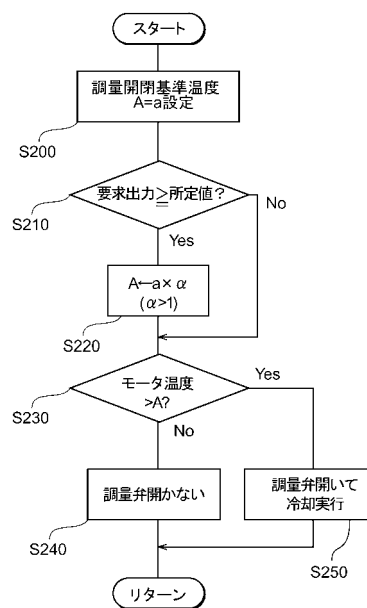 スタート
調量開閉基準温度
A=a設定
S200
要求出力≧所定値？
S210
No
Yes
A←a×α
(α>1)
S220
モータ温度
>A?
S230
Yes
No
調量弁開かない
S240
調量弁開いて
冷却実行
S250
リターン